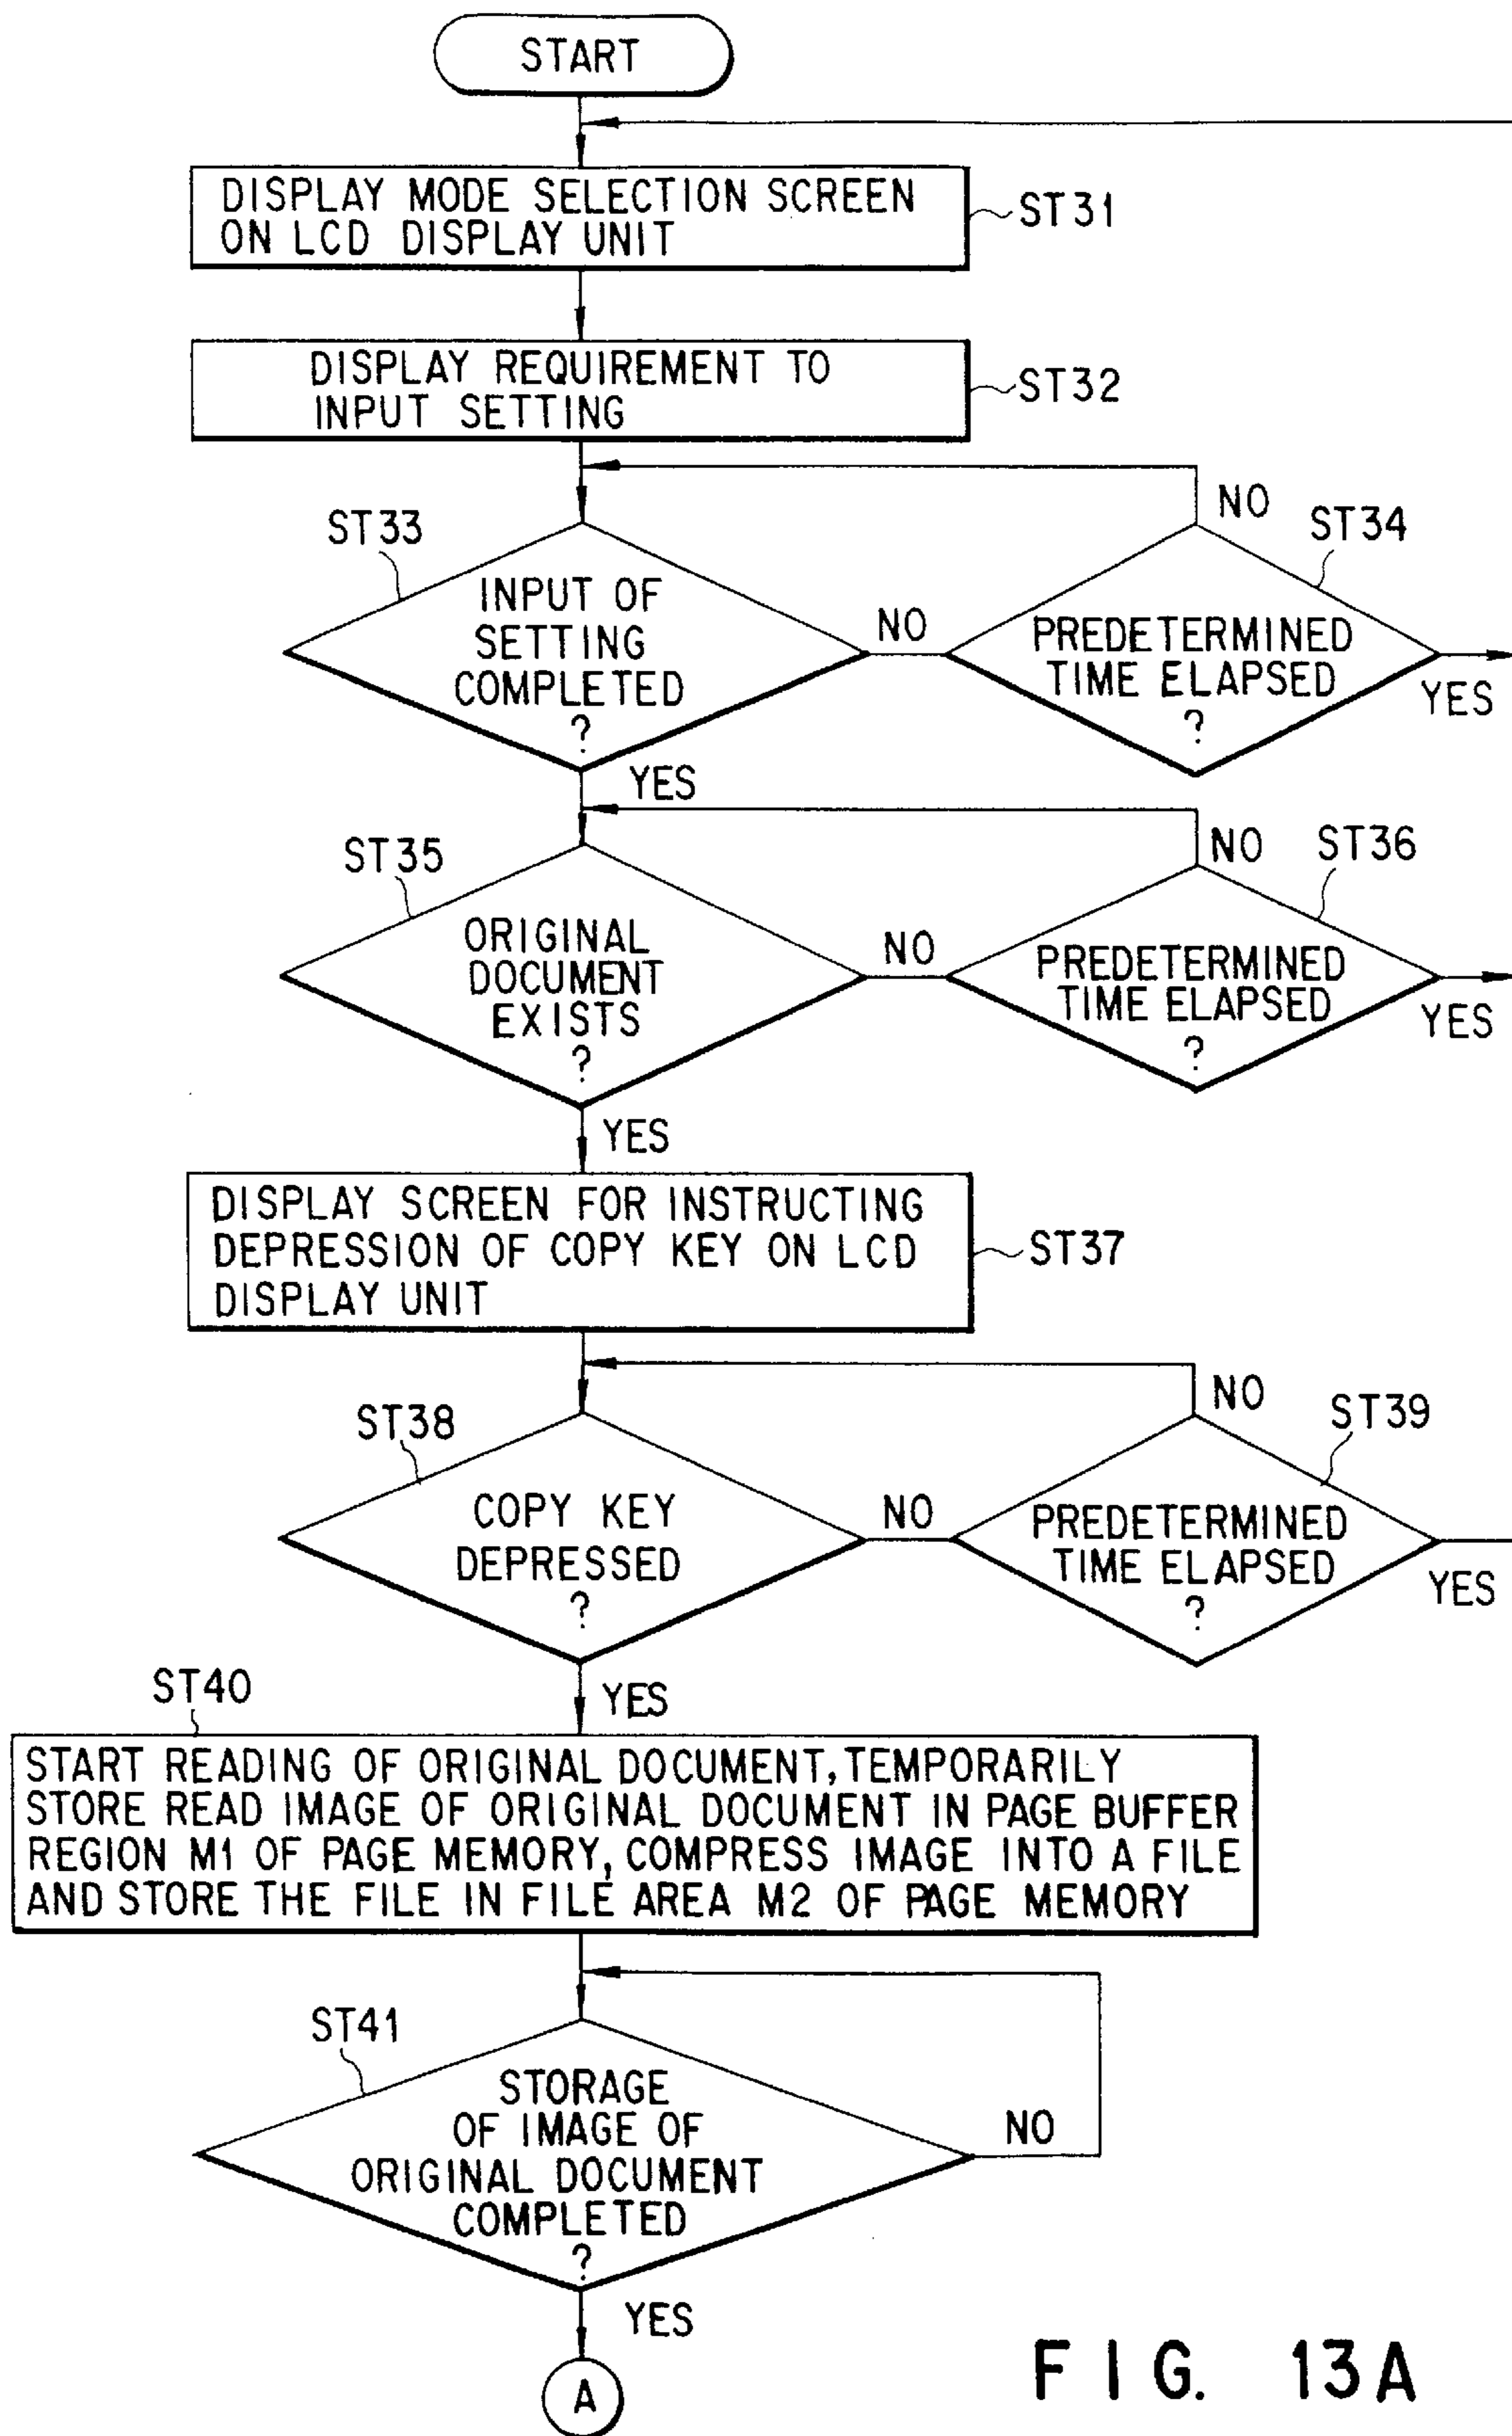 START
DISPLAY MODE SELECTION SCREEN
ON LCD DISPLAY UNIT
ST31
DISPLAY REQUIREMENT TO
INPUT SETTING
ST32
ST33
INPUT OF
SETTING
COMPLETED
?
NO
YES
ST34
PREDETERMINED
TIME ELAPSED
?
NO
YES
ST35
ORIGINAL
DOCUMENT
EXISTS
?
NO
YES
ST36
PREDETERMINED
TIME ELAPSED
?
NO
YES
DISPLAY SCREEN FOR INSTRUCTING
DEPRESSION OF COPY KEY ON LCD
DISPLAY UNIT
ST37
ST38
COPY KEY
DEPRESSED
?
NO
YES
ST39
PREDETERMINED
TIME ELAPSED
?
NO
YES
ST40
START READING OF ORIGINAL DOCUMENT, TEMPORARILY
STORE READ IMAGE OF ORIGINAL DOCUMENT IN PAGE BUFFER
REGION M1 OF PAGE MEMORY, COMPRESS IMAGE INTO A FILE
AND STORE THE FILE IN FILE AREA M2 OF PAGE MEMORY
ST41
STORAGE
OF IMAGE OF
ORIGINAL DOCUMENT
COMPLETED
?
NO
YES
A
FIG. 13A